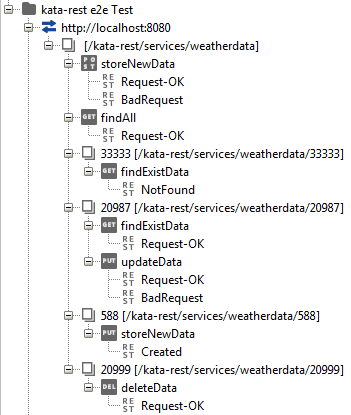 kata-rest e2e Test
http://localhost:8080
[/kata-rest/services/weatherdata]
POST storeNewData
REST Request-OK
REST BadRequest
GET findAll
REST Request-OK
33333 [/kata-rest/services/weatherdata/33333]
GET findExistData
REST NotFound
20987 [/kata-rest/services/weatherdata/20987]
GET findExistData
REST Request-OK
PUT updateData
REST Request-OK
REST BadRequest
588 [/kata-rest/services/weatherdata/588]
PUT storeNewData
REST Created
20999 [/kata-rest/services/weatherdata/20999]
DEL deleteData
REST Request-OK